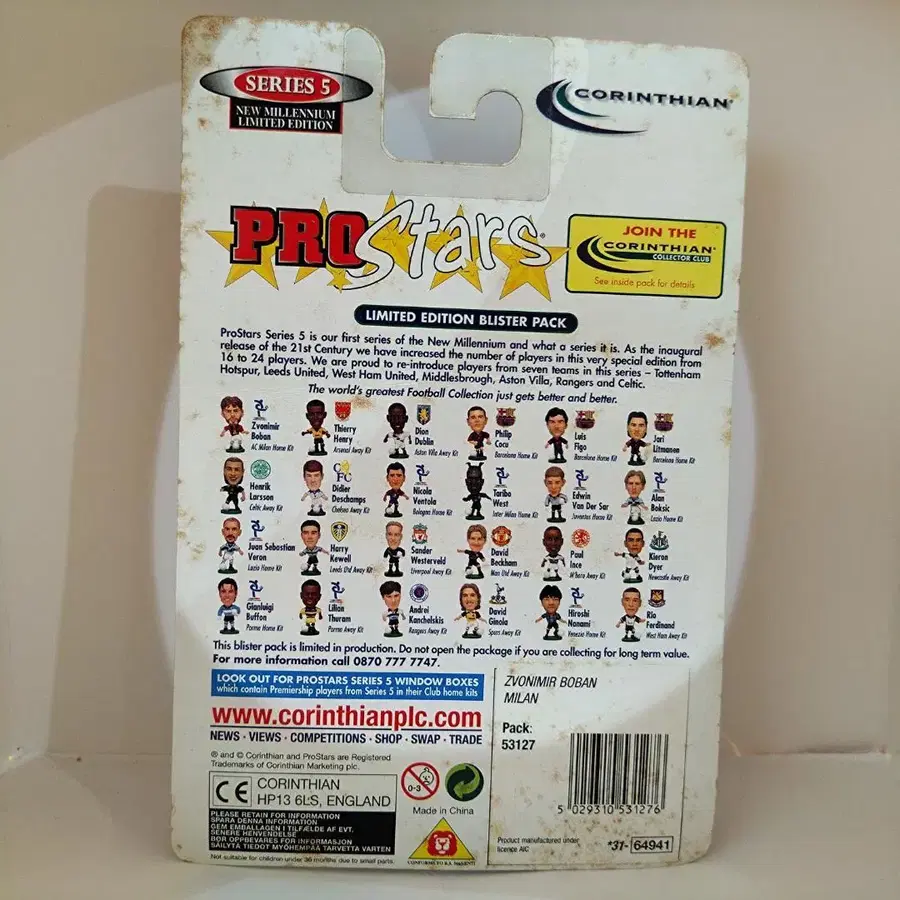 SERIES 5
NEW MILLENNIUM
LIMITED EDITION
CORINTHIAN
PROStars
JOIN THE
CORINTHIAN
COLLECTOR CLUB
See inside pack for details
LIMITED EDITION BLISTER PACK
ProStars Series 5 is our first series of the New Millennium and what a series it is. As the inaugural
release of the 21st Century we have increased the number of players in this very special edition from
16 to 24 players. We are proud to re-introduce players from seven teams in this series – Tottenham
Hotspur, Leeds United, West Ham United, Middlesbrough, Aston Villa, Rangers and Celtic.
The world's greatest Football Collection just gets better and better.
Zvonimir Boban AC Milan Home Kit
Thierry Henry Arsenal Away Kit
Dion Dublin Aston Villa Away Kit
Philip Cocu Barcelona Home Kit
Luis Figo Barcelona Home Kit
Jari Litmanen Barcelona Home Kit
Henrik Larsson Celtic Away Kit
Didier Deschamps Chelsea Away Kit
Nicola Ventola Bologna Home Kit
Taribo West Inter Milan Home Kit
Edwin Van Der Sar Juventus Home Kit
Alan Boksic Lazio Home Kit
Juan Sebastian Veron Lazio Home Kit
Harry Kewell Leeds Utd Away Kit
Sander Westerveld Liverpool Away Kit
David Beckham Man Utd Away Kit
Paul Ince M'boro Away Kit
Kieron Dyer Newcastle Away Kit
Gianluigi Buffon Parma Home Kit
Lilian Thuram Parma Away Kit
Andrei Kanchelskis Rangers Away Kit
David Ginola Spurs Away Kit
Hiroshi Nanami Venezia Home Kit
Rio Ferdinand West Ham Away Kit
This blister pack is limited in production. Do not open the package if you are collecting for long term value.
For more information call 0870 777 7747.
LOOK OUT FOR PROSTARS SERIES 5 WINDOW BOXES
which contain Premiership players from Series 5 in their Club home kits
www.corinthianplc.com
NEWS · VIEWS · COMPETITIONS · SHOP · SWAP · TRADE
® and © Corinthian and ProStars are Registered
Trademarks of Corinthian Marketing plc.
CE
CORINTHIAN
HP13 6LS, ENGLAND
0-3
Made in China
PLEASE RETAIN FOR INFORMATION
SPARA DENNA INFORMATION
GEM EMBALLAGEN I TILFÆLDE AF EVT.
SENERE HENVENDELSE
BØR OPPBEVARES FOR INFORMASJON
SÄILYTÄ TIEDOT MYÖHEMPÄÄ TARVETTA VARTEN
Not suitable for children under 36 months due to small parts.
ZVONIMIR BOBAN
MILAN
Pack:
53127
5 029310 531276
Product manufactured under
licence AIC
*31- 64941